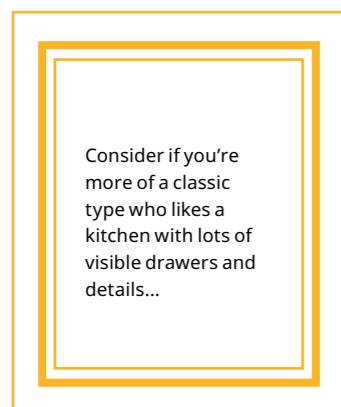 Consider if you’re
more of a classic
type who likes a
kitchen with lots of
visible drawers and
details...